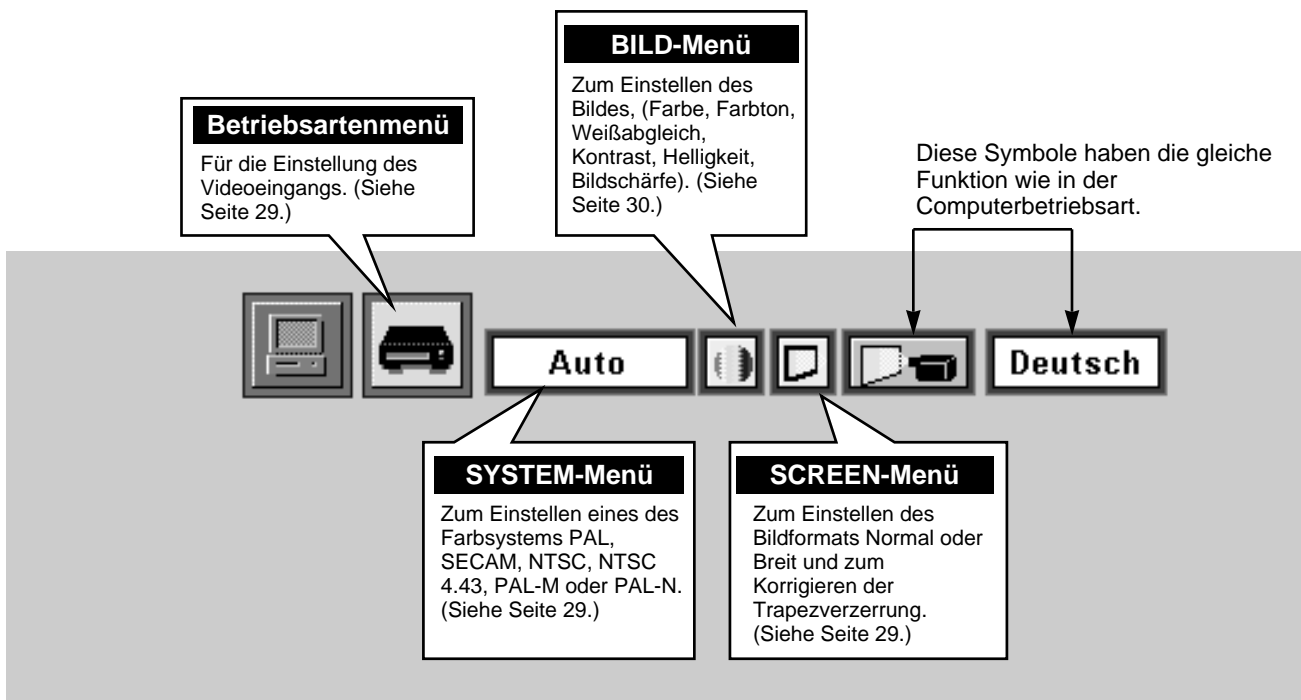 BILD-Menü
Zum Einstellen des
Bildes, (Farbe, Farbton,
Weißabgleich,
Kontrast, Helligkeit,
Bildschärfe). (Siehe
Seite 30.)
Betriebsartenmenü
Für die Einstellung des
Videoeingangs. (Siehe
Seite 29.)
Diese Symbole haben die gleiche
Funktion wie in der
Computerbetriebsart.
Auto
Deutsch
SYSTEM-Menü
Zum Einstellen eines des
Farbsystems PAL,
SECAM, NTSC, NTSC
4.43, PAL-M oder PAL-N.
(Siehe Seite 29.)
SCREEN-Menü
Zum Einstellen des
Bildformats Normal oder
Breit und zum
Korrigieren der
Trapezverzerrung.
(Siehe Seite 29.)